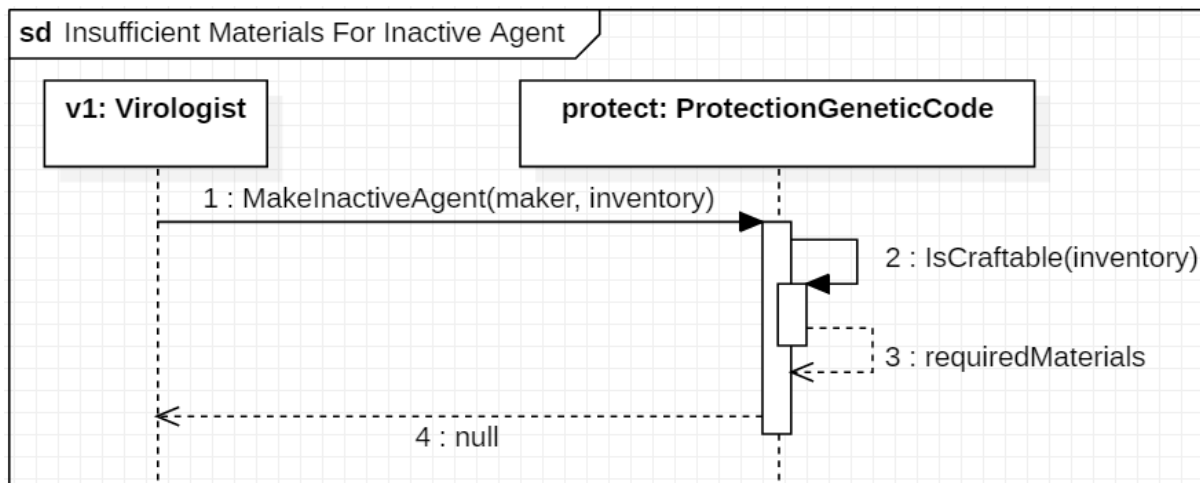 sd Insufficient Materials For Inactive Agent
v1: Virologist
protect: ProtectionGeneticCode
1 : MakeInactiveAgent(maker, inventory)
2 : IsCraftable(inventory)
3 : requiredMaterials
4 : null